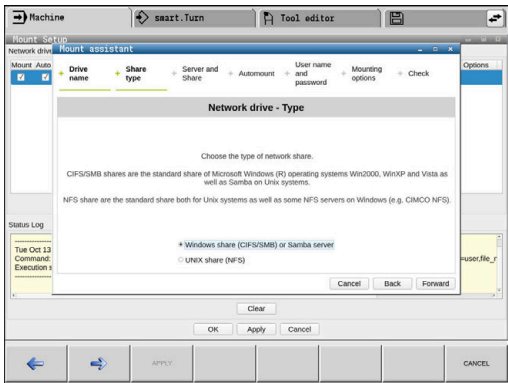 Machine
smart.Turn
Tool editor
Mount Setup
Network drive
Mount assistant
Mount Auto
Options
Drive name
Share type
Server and Share
Automount
User name and password
Mounting options
Check
Network drive - Type
Choose the type of network share.
CIFS/SMB shares are the standard share of Microsoft Windows (R) operating systems Win2000, WinXP and Vista as
well as Samba on Unix systems.
NFS share are the standard share both for Unix systems as well as some NFS servers on Windows (e.g. CIMCO NFS).
Windows share (CIFS/SMB) or Samba server
UNIX share (NFS)
Cancel Back Forward
Status Log
Tue Oct 13
Command:
=user,file_r
Execution s
Clear
OK Apply Cancel
APPLY CANCEL